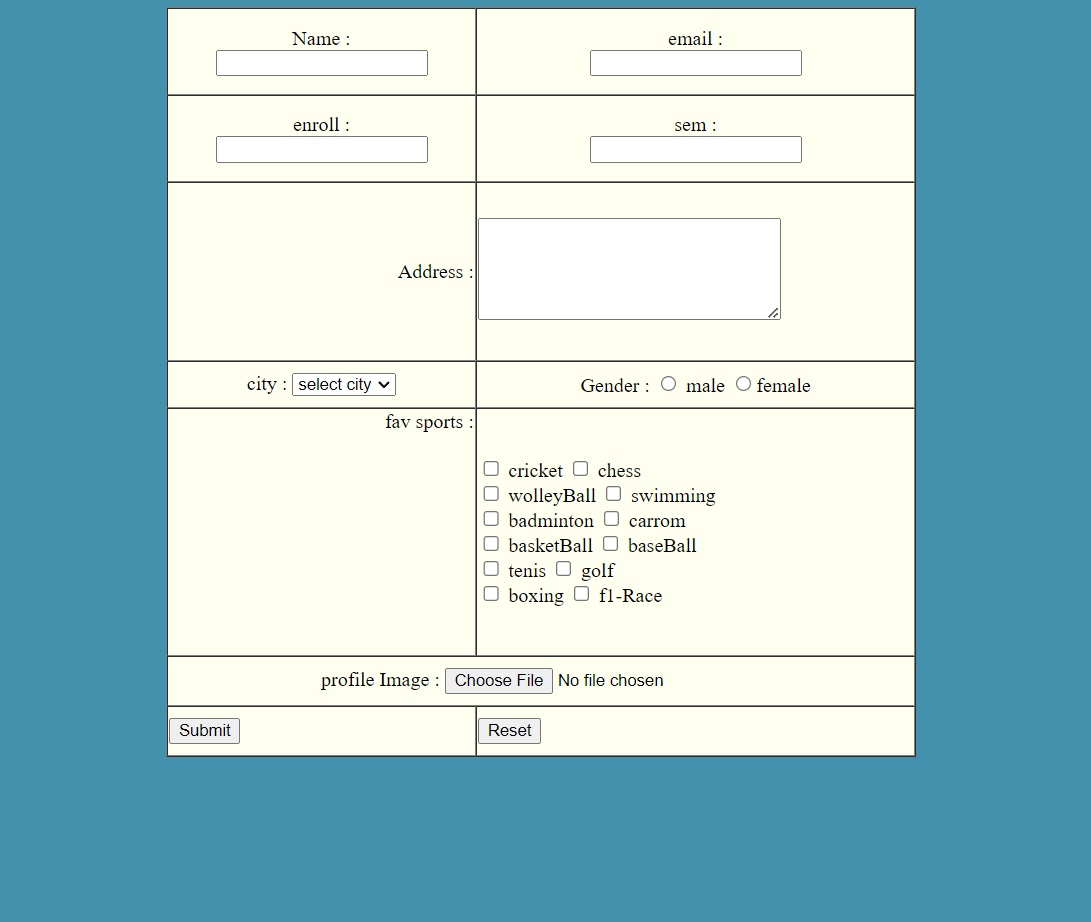 Name : email :
enroll : sem :
Address :
city : select city Gender : male female
fav sports :
cricket chess
wolleyBall swimming
badminton carrom
basketBall baseBall
tenis golf
boxing f1-Race
profile Image : Choose File No file chosen
Submit Reset